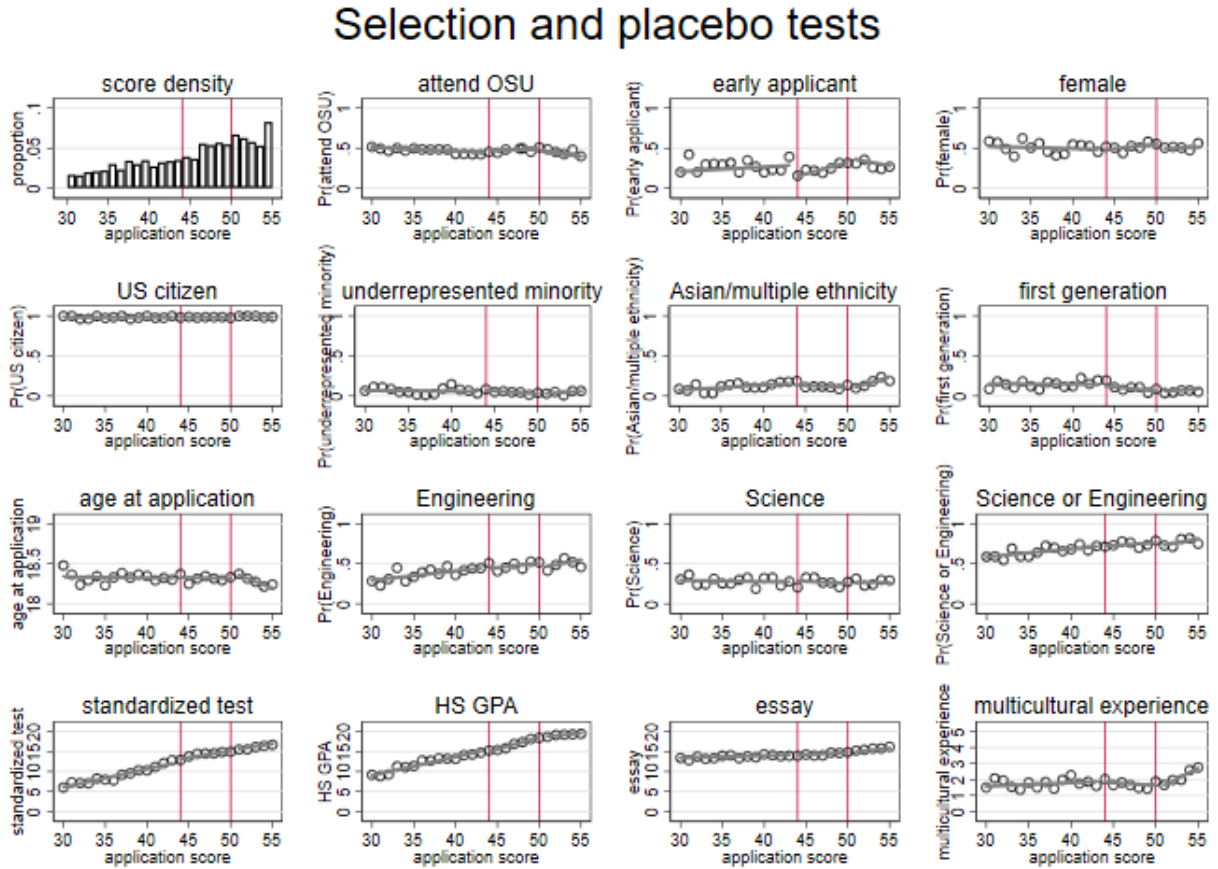 Selection and placebo tests
score density
proportion
0 .05 .1
30 35 40 45 50 55
application score
attend OSU
Pr(attend OSU)
0 .5 1
30 35 40 45 50 55
application score
early applicant
Pr(early applicant)
0 .5 1
30 35 40 45 50 55
application score
female
Pr(female)
0 .5 1
30 35 40 45 50 55
application score
US citizen
Pr(US citizen)
0 .5 1
30 35 40 45 50 55
application score
underrepresented minority
Pr(underrepresented minority)
0 .5 1
30 35 40 45 50 55
application score
Asian/multiple ethnicity
Pr(Asian/multiple ethnicity)
0 .5 1
30 35 40 45 50 55
application score
first generation
Pr(first generation)
0 .5 1
30 35 40 45 50 55
application score
age at application
age at application
18 18.5 19
30 35 40 45 50 55
application score
Engineering
Pr(Engineering)
0 .5 1
30 35 40 45 50 55
application score
Science
Pr(Science)
0 .5 1
30 35 40 45 50 55
application score
Science or Engineering
Pr(Science or Engineering)
0 .5 1
30 35 40 45 50 55
application score
standardized test
standardized test
0 5 10 15 20
30 35 40 45 50 55
application score
HS GPA
HS GPA
0 5 10 15 20
30 35 40 45 50 55
application score
essay
essay
0 5 10 15 20
30 35 40 45 50 55
application score
multicultural experience
multicultural experience
0 1 2 3 4 5
30 35 40 45 50 55
application score